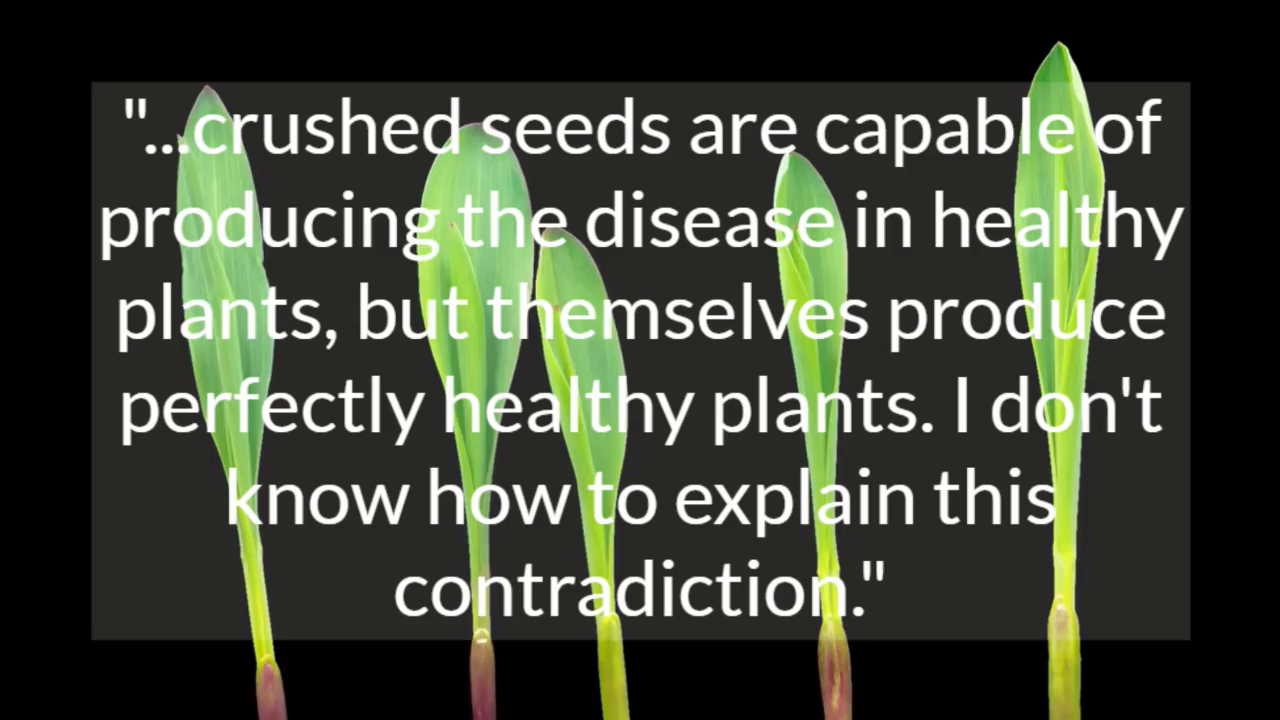 "...crushed seeds are capable of
producing the disease in healthy
plants, but themselves produce
perfectly healthy plants. I don't
know how to explain this
contradiction."